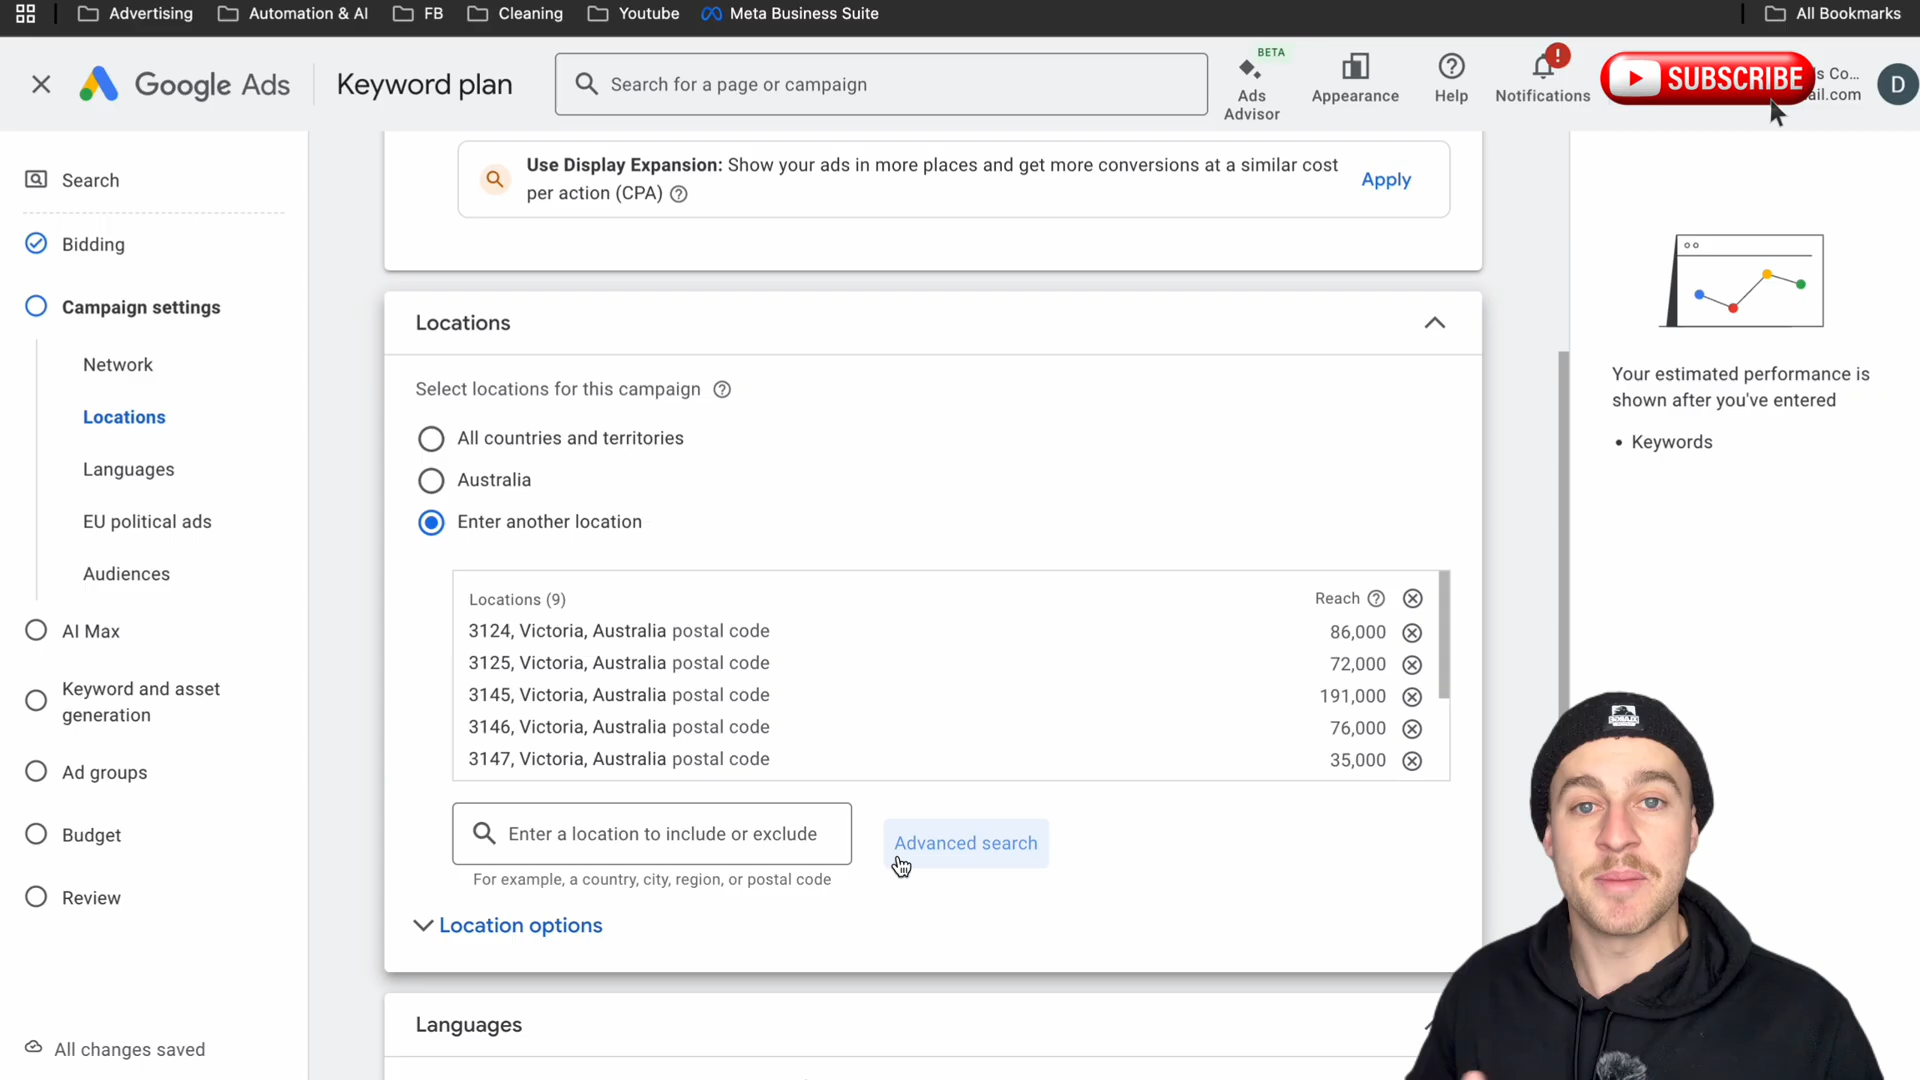 Advertising
Automation & AI
FB
Cleaning
Youtube
Meta Business Suite
All Bookmarks
Google Ads
Keyword plan
Search for a page or campaign
BETA
Ads
Advisor
Appearance
Help
Notifications
SUBSCRIBE
s Co...
ail.com
D
Search
Bidding
Campaign settings
Network
Locations
Languages
EU political ads
Audiences
AI Max
Keyword and asset
generation
Ad groups
Budget
Review
All changes saved
Use Display Expansion: Show your ads in more places and get more conversions at a similar cost
per action (CPA)
Apply
Locations
Select locations for this campaign
All countries and territories
Australia
Enter another location
Locations (9) Reach
3124, Victoria, Australia postal code 86,000
3125, Victoria, Australia postal code 72,000
3145, Victoria, Australia postal code 191,000
3146, Victoria, Australia postal code 76,000
3147, Victoria, Australia postal code 35,000
Enter a location to include or exclude
Advanced search
For example, a country, city, region, or postal code
Location options
Languages
Your estimated performance is
shown after you've entered
• Keywords